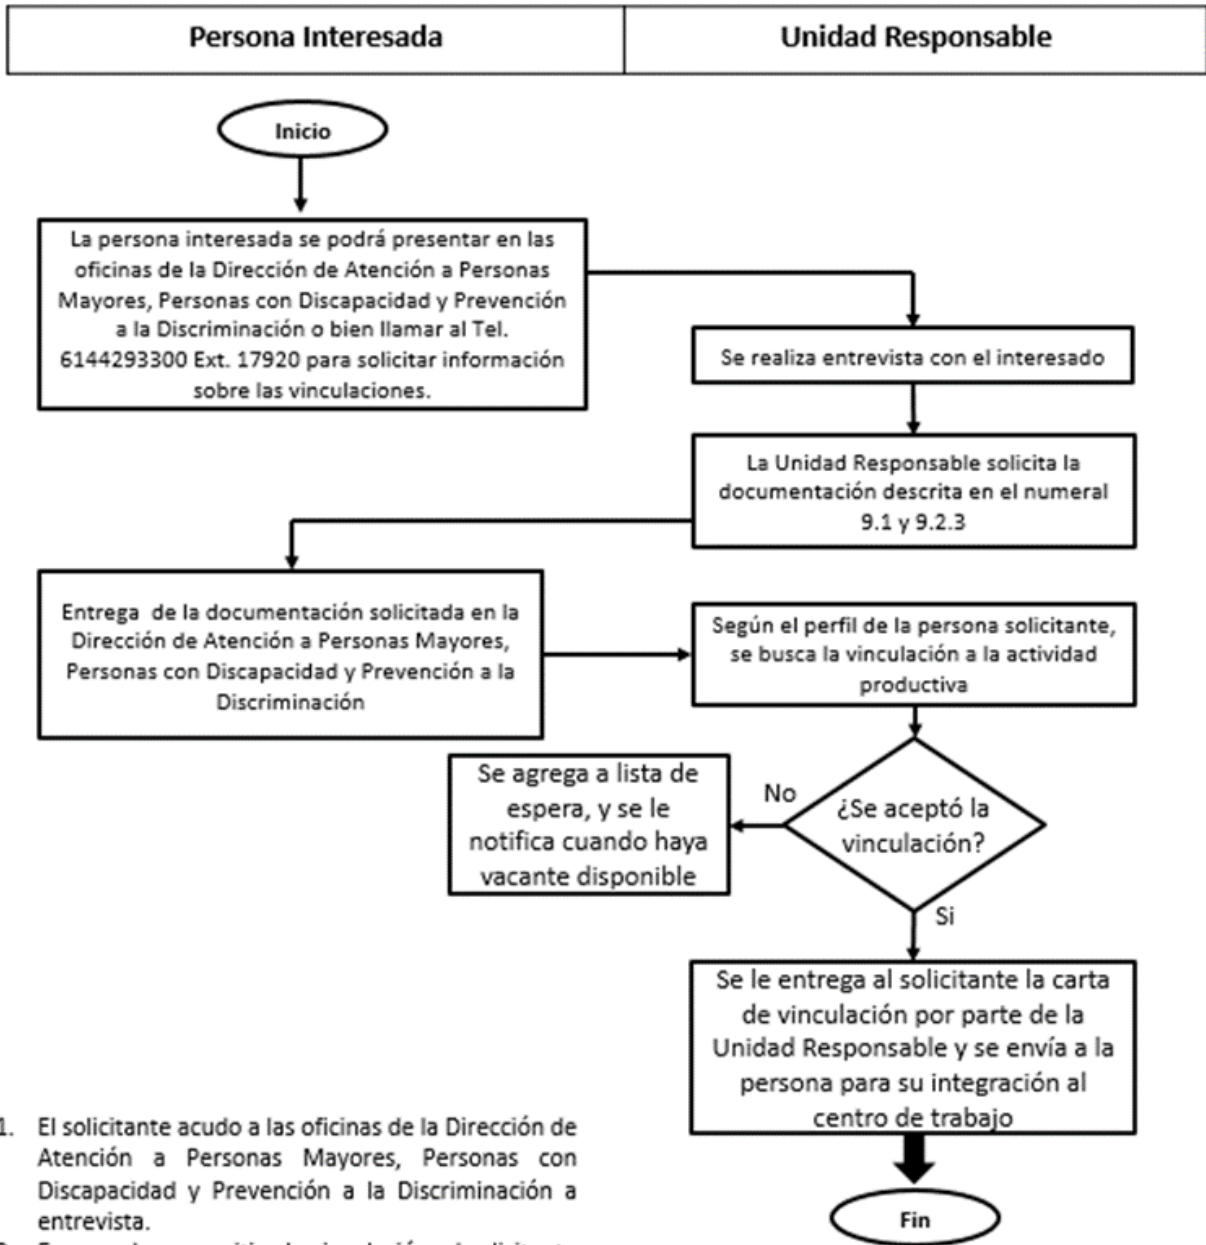 Persona Interesada
Unidad Responsable
Inicio
La persona interesada se podrá presentar en las
oficinas de la Dirección de Atención a Personas
Mayores, Personas con Discapacidad y Prevención
a la Discriminación o bien llamar al Tel.
6144293300 Ext. 17920 para solicitar información
sobre las vinculaciones.
Se realiza entrevista con el interesado
La Unidad Responsable solicita la
documentación descrita en el numeral
9.1 y 9.2.3
Entrega de la documentación solicitada en la
Dirección de Atención a Personas Mayores,
Personas con Discapacidad y Prevención a la
Discriminación
Según el perfil de la persona solicitante,
se busca la vinculación a la actividad
productiva
¿Se aceptó la
vinculación?
No
Se agrega a lista de
espera, y se le
notifica cuando haya
vacante disponible
Si
Se le entrega al solicitante la carta
de vinculación por parte de la
Unidad Responsable y se envía a la
persona para su integración al
centro de trabajo
Fin
1. El solicitante acudo a las oficinas de la Dirección de
Atención a Personas Mayores, Personas con
Discapacidad y Prevención a la Discriminación a
entrevista.